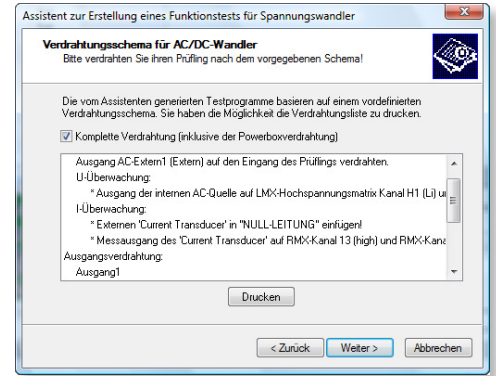 Assistent zur Erstellung eines Funktionstests für Spannungswandler
Verdrahtungsschema für AC/DC-Wandler
Bitte verdrahten Sie ihren Prüfling nach dem vorgegebenen Schema!
Die vom Assistenten generierten Testprogramme basieren auf einem vordefinierten
Verdrahtungsschema. Sie haben die Möglichkeit die Verdrahtungsliste zu drucken.
Komplette Verdrahtung (inklusive der Powerboxverdrahtung)
Ausgang AC-Extern1 (Extern) auf den Eingang des Prüflings verdrahten.
U-Überwachung:
* Ausgang der internen AC-Quelle auf LMX-Hochspannungsmatrix Kanal H1 (Li) ur
I-Überwachung:
* Externen 'Current Transducer' in "NULL-LEITUNG" einfügen!
* Messausgang des 'Current Transducer' auf RMX-Kanal 13 (high) und RMX-Kana
Ausgangsverdrahtung:
Ausgang1
Drucken
< Zurück
Weiter >
Abbrechen